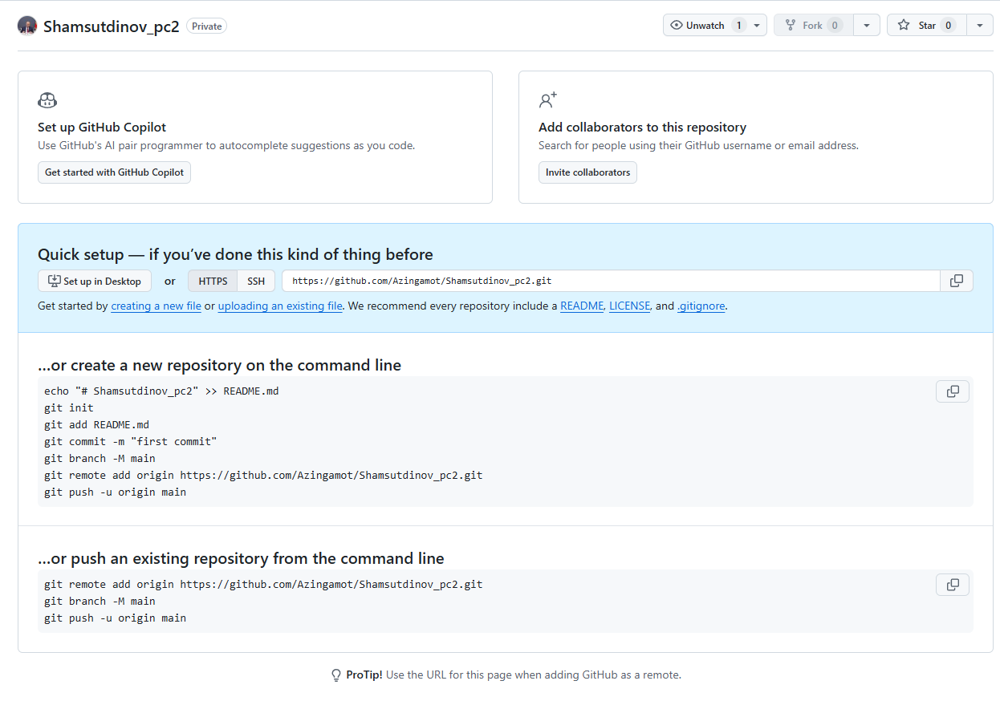 Shamsutdinov_pc2 Private
Unwatch 1 Fork 0 Star 0
Set up GitHub Copilot
Use GitHub's AI pair programmer to autocomplete suggestions as you code.
Get started with GitHub Copilot
Add collaborators to this repository
Search for people using their GitHub username or email address.
Invite collaborators
Quick setup — if you’ve done this kind of thing before
Set up in Desktop or HTTPS SSH https://github.com/Azingamot/Shamsutdinov_pc2.git
Get started by creating a new file or uploading an existing file. We recommend every repository include a README, LICENSE, and .gitignore.
…or create a new repository on the command line
echo "# Shamsutdinov_pc2" >> README.md
git init
git add README.md
git commit -m "first commit"
git branch -M main
git remote add origin https://github.com/Azingamot/Shamsutdinov_pc2.git
git push -u origin main
…or push an existing repository from the command line
git remote add origin https://github.com/Azingamot/Shamsutdinov_pc2.git
git branch -M main
git push -u origin main
ProTip! Use the URL for this page when adding GitHub as a remote.